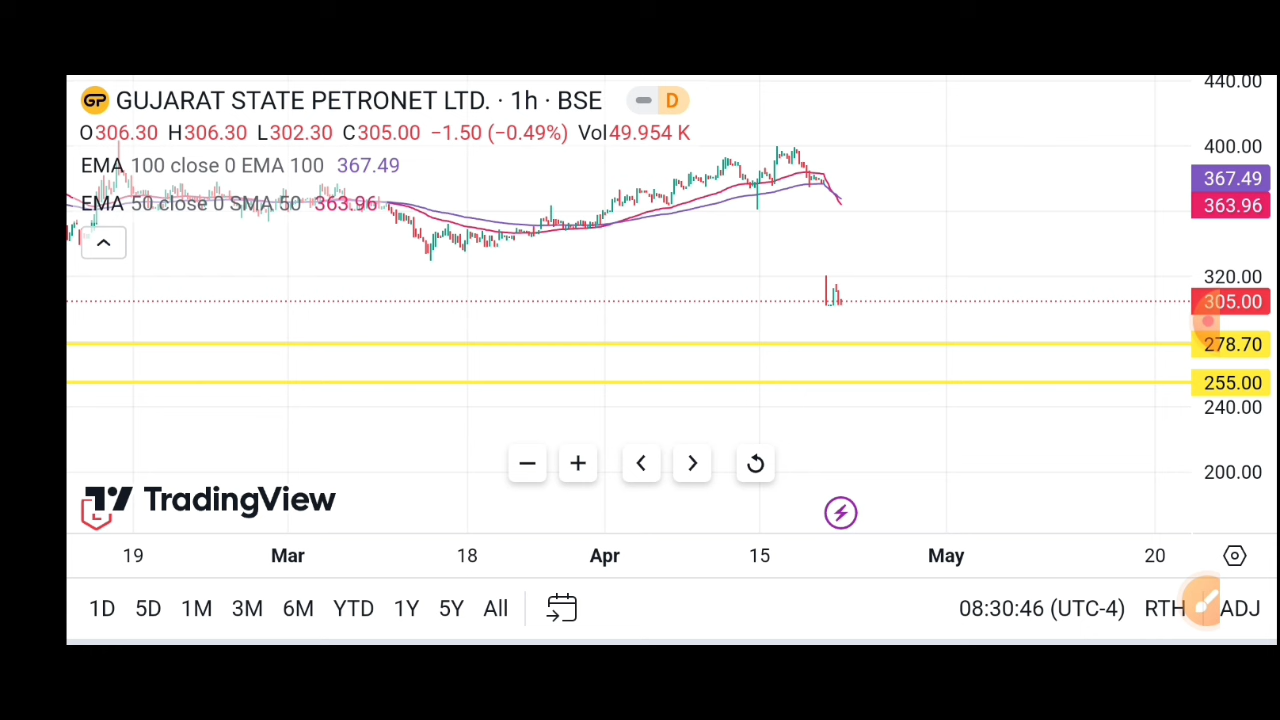 440.00
GP GUJARAT STATE PETRONET LTD. · 1h · BSE D
O306.30 H306.30 L302.30 C305.00 −1.50 (−0.49%) Vol49.954 K
400.00
EMA 100 close 0 EMA 100 367.49
367.49
EMA 50 close 0 SMA 50 363.96
363.96
320.00
305.00
278.70
255.00
240.00
200.00
TradingView
19 Mar 18 Apr 15 May 20
1D 5D 1M 3M 6M YTD 1Y 5Y All 08:30:46 (UTC-4) RTH ADJ